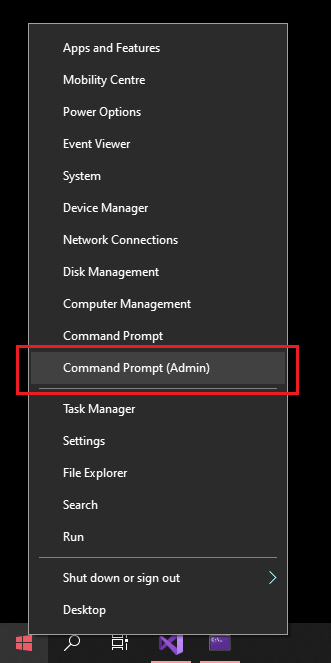 Apps and Features
Mobility Centre
Power Options
Event Viewer
System
Device Manager
Network Connections
Disk Management
Computer Management
Command Prompt
Command Prompt (Admin)
Task Manager
Settings
File Explorer
Search
Run
Shut down or sign out
Desktop